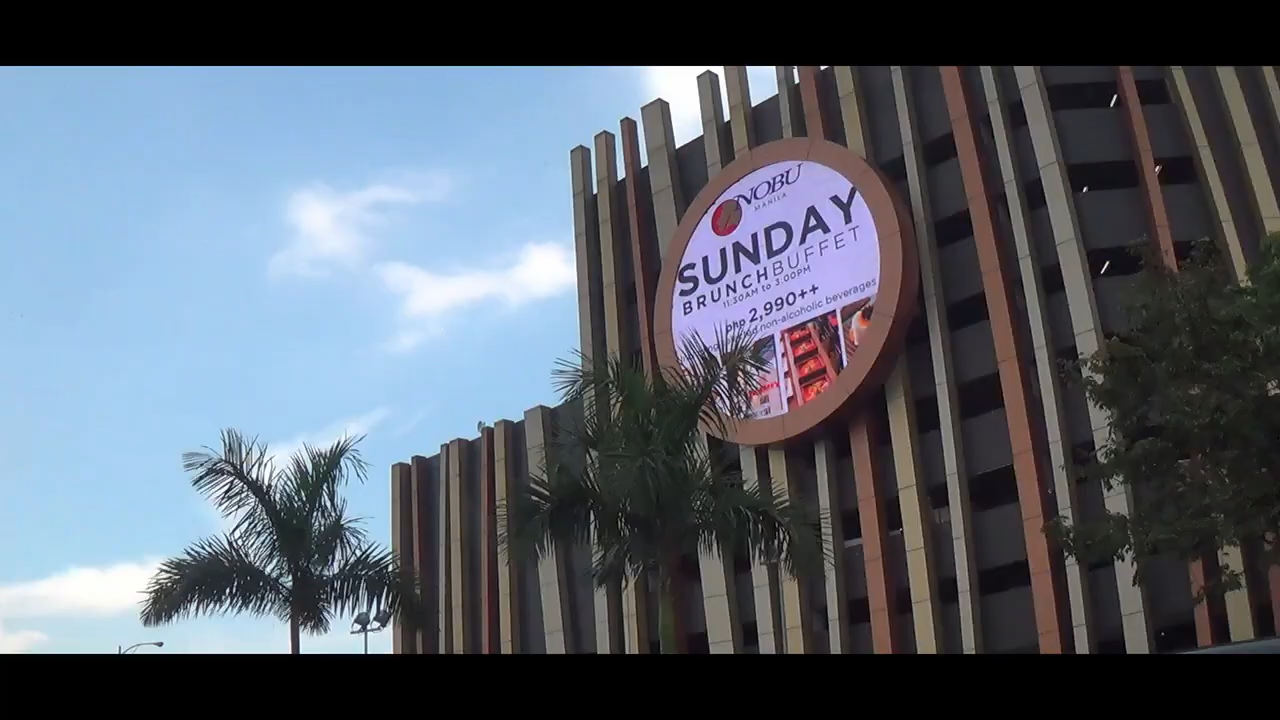 NOBU
MANILA
SUNDAY
BRUNCH BUFFET
11:30AM to 3:00PM
php 2,990++
non-alcoholic beverages